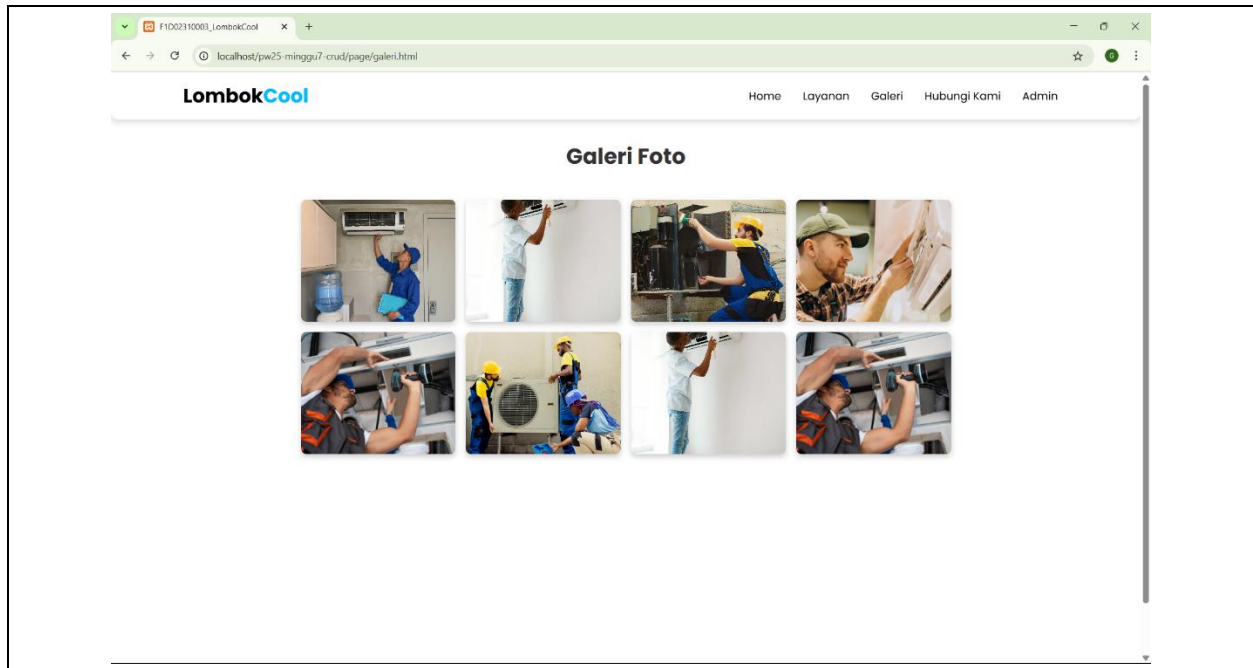 F1D02310003_LombokCool
localhost/pw25-minggu7-crud/page/galeri.html
G
LombokCool
Home Layanan Galeri Hubungi Kami Admin
Galeri Foto